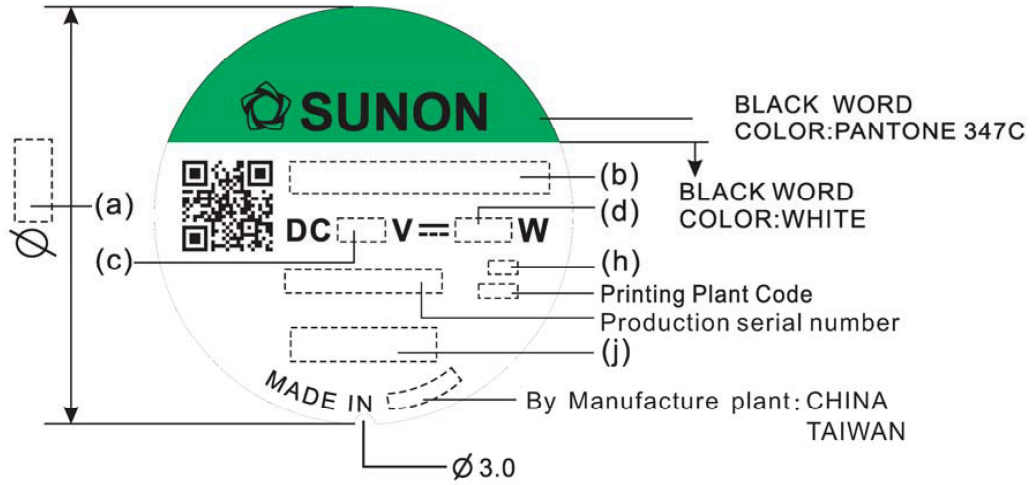 SUNON
BLACK WORD
COLOR:PANTONE 347C
(b)
BLACK WORD
COLOR:WHITE
(a)
(d)
DC V W
(c)
(h)
Printing Plant Code
Production serial number
(j)
MADE IN
By Manufacture plant: CHINA
TAIWAN
Ø
Ø 3.0